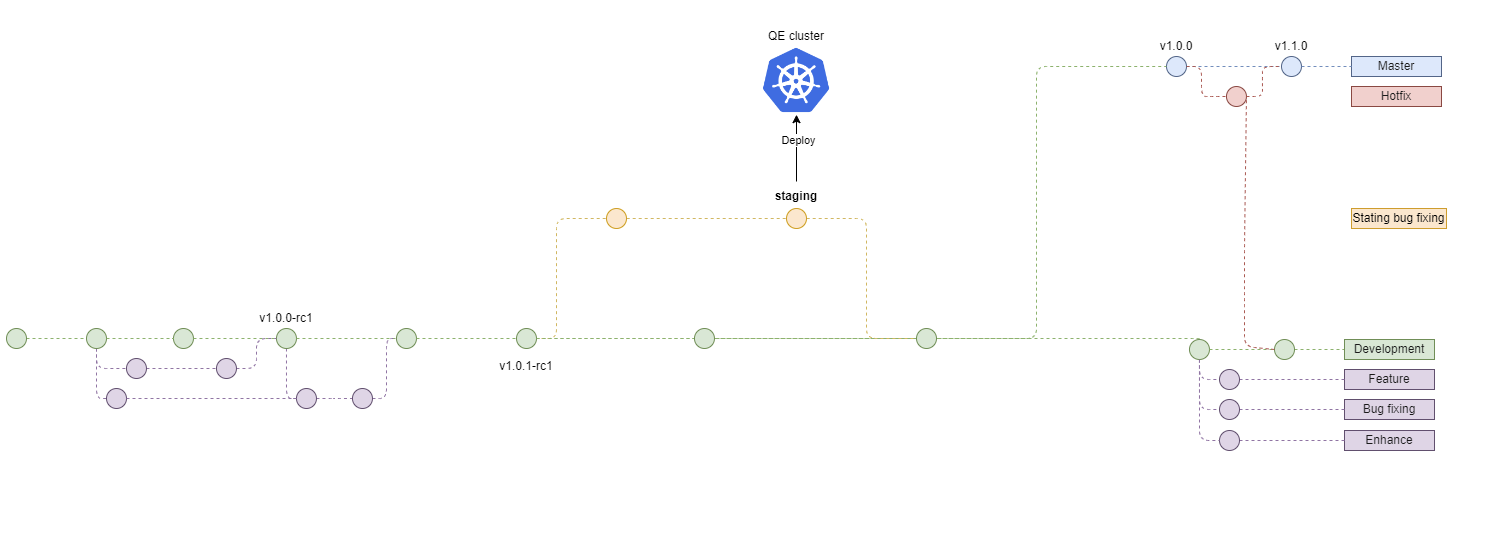 QE cluster
v1.0.0
v1.1.0
Master
Hotfix
Deploy
staging
Stating bug fixing
v1.0.0-rc1
v1.0.1-rc1
Development
Feature
Bug fixing
Enhance